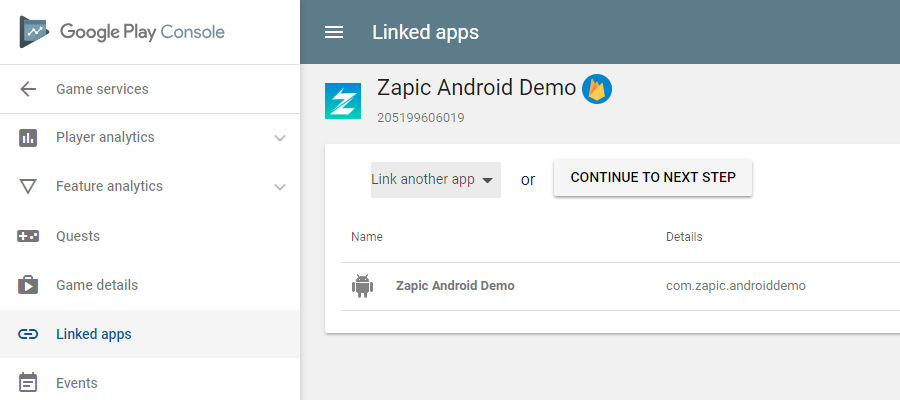 Google Play Console
Linked apps
Game services
Player analytics
Feature analytics
Quests
Game details
Linked apps
Events
Zapic Android Demo
205199606019
Link another app or CONTINUE TO NEXT STEP
Name Details
Zapic Android Demo com.zapic.androiddemo